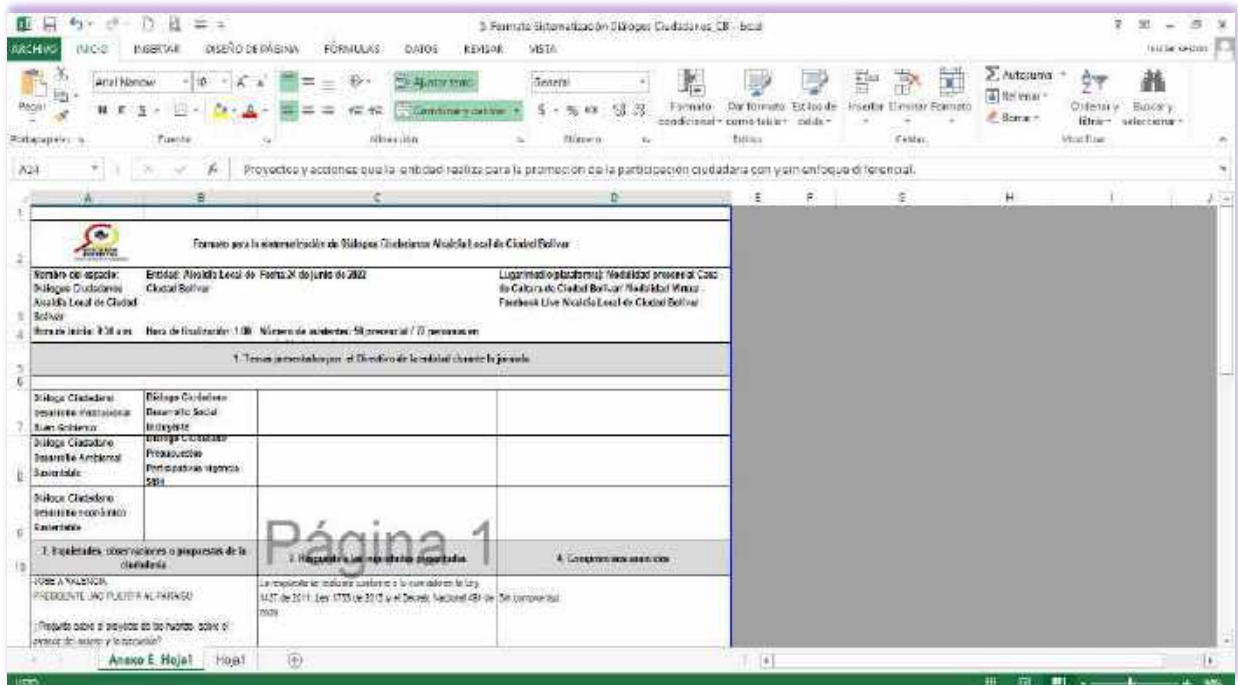 3. Formato Sistematización Diálogos Ciudadanos_CB - Excel
ARCHIVO INICIO INSERTAR DISEÑO DE PÁGINA FÓRMULAS DATOS REVISAR VISTA Iniciar sesión
Arial Narrow 10 Ajustar texto General Autosuma
Pegar Combinar y centrar Formato Dar formato Estilos de Insertar Eliminar Formato Rellenar Ordenar y Buscar y
condicional como tabla celda Borrar filtrar seleccionar
Portapapeles Fuente Alineación Número Estilos Celdas Modificar
A24 Proyectos y acciones que la entidad realiza para la promoción de la participación ciudadana con y sin enfoque diferencial.
A B C D E F G H I J
Formato para la sistematización de Diálogos Ciudadanos Alcaldía Local de Ciudad Bolívar
Nombre del espacio: Entidad: Alcaldía Local de Fecha: 24 de junio de 2022 Lugar/medio(plataforma): Modalidad presencial Casa
Diálogos Ciudadanos Ciudad Bolívar de Cultura de Ciudad Bolívar/ Modalidad Virtual -
Alcaldía Local de Ciudad Facebook Live Alcaldía Local de Ciudad Bolívar
Bolívar
Hora de inicio: 9:30 a.m Hora de finalización: 1:00 Número de asistentes: 50 presencial / personas en
1. Temas presentados por el Directivo de la entidad durante la jornada
Diálogo Ciudadano Diálogo Ciudadano
Desarrollo Institucional Desarrollo Social
Buen Gobierno Incluyente
Diálogo Ciudadano Diálogo Ciudadano
Desarrollo Ambiental Presupuestos
Sustentable Participativos vigencia
Diálogo Ciudadano
Desarrollo económico
Sustentable
Página 1
2. Inquietudes, observaciones o propuestas de la ciudadanía 3. Respuesta a las inquietudes presentadas 4. Compromisos asumidos
JOSE A VALENCIA La respuesta se realiza conforme a lo normado en la Ley
PRESIDENTE JAC PUERTA AL PARAISO 1437 de 2011, Ley 1755 de 2015 y el Decreto Nacional 491 de Sin compromiso
¿Pregunta sobre el proyecto de las huertas, sobre el
avance del mismo y la ejecución?
Anexo E_Hoja1 Hoja1
LISTO